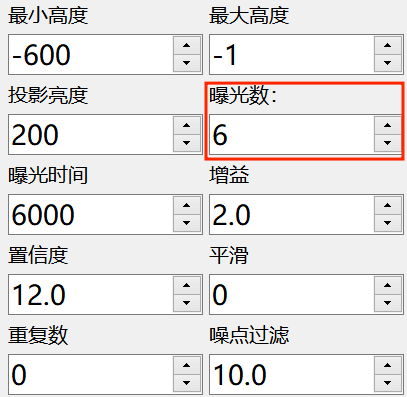 最小高度 最大高度
-600 -1
投影亮度 曝光数：
200 6
曝光时间 增益
6000 2.0
置信度 平滑
12.0 0
重复数 噪点过滤
0 10.0